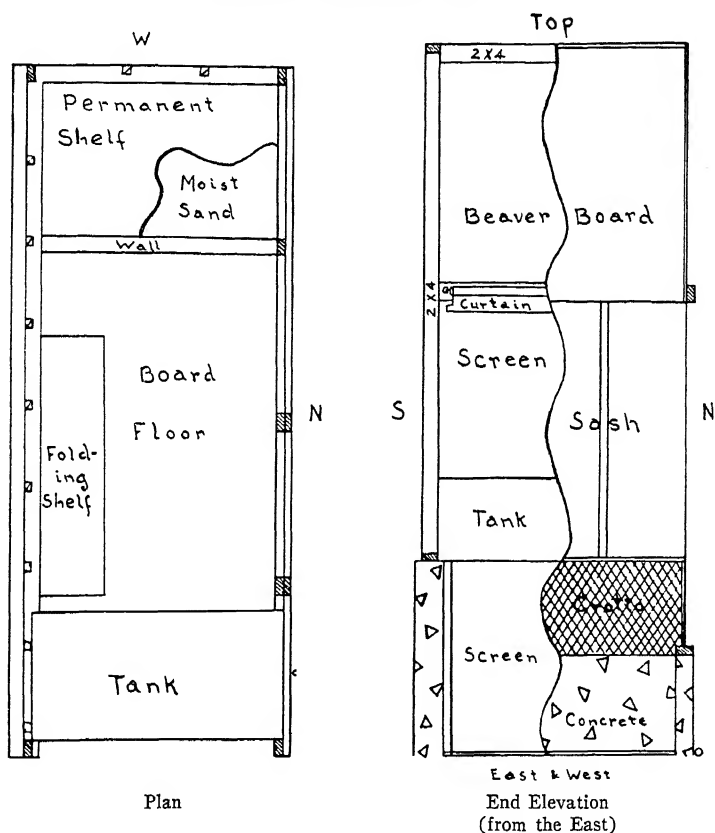 W
Permanent
Shelf
Moist
Sand
Wall
Board
Floor
N
Fold-
ing
Shelf
Tank
Plan
Top
2x4
Beaver Board
2x4
Curtain
Screen
S
Sash
N
Tank
Grotto
Screen
Concrete
East & West
End Elevation
(from the East)